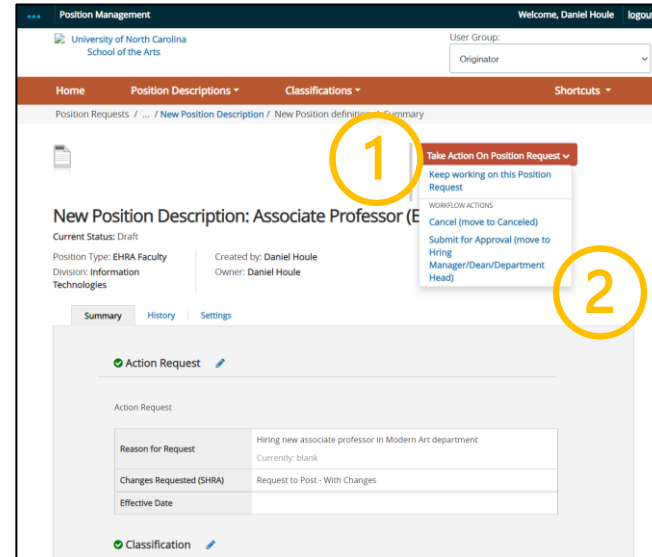 Position Management
Welcome, Daniel Houle logout
University of North Carolina
School of the Arts
User Group:
Originator
Home Position Descriptions Classifications Shortcuts
Position Requests / ... / New Position Description / New Position definition Summary
1
Take Action On Position Request
Keep working on this Position
Request
WORKFLOW ACTIONS
Cancel (move to Canceled)
Submit for Approval (move to
Hiring
Manager/Dean/Department
Head)
2
New Position Description: Associate Professor (E
Current Status: Draft
Position Type: EHRA Faculty
Division: Information
Technologies
Created by: Daniel Houle
Owner: Daniel Houle
Summary History Settings
Action Request
Action Request
Reason for Request
Hiring new associate professor in Modern Art department
Currently: blank
Changes Requested (SHRA) Request to Post - With Changes
Effective Date
Classification